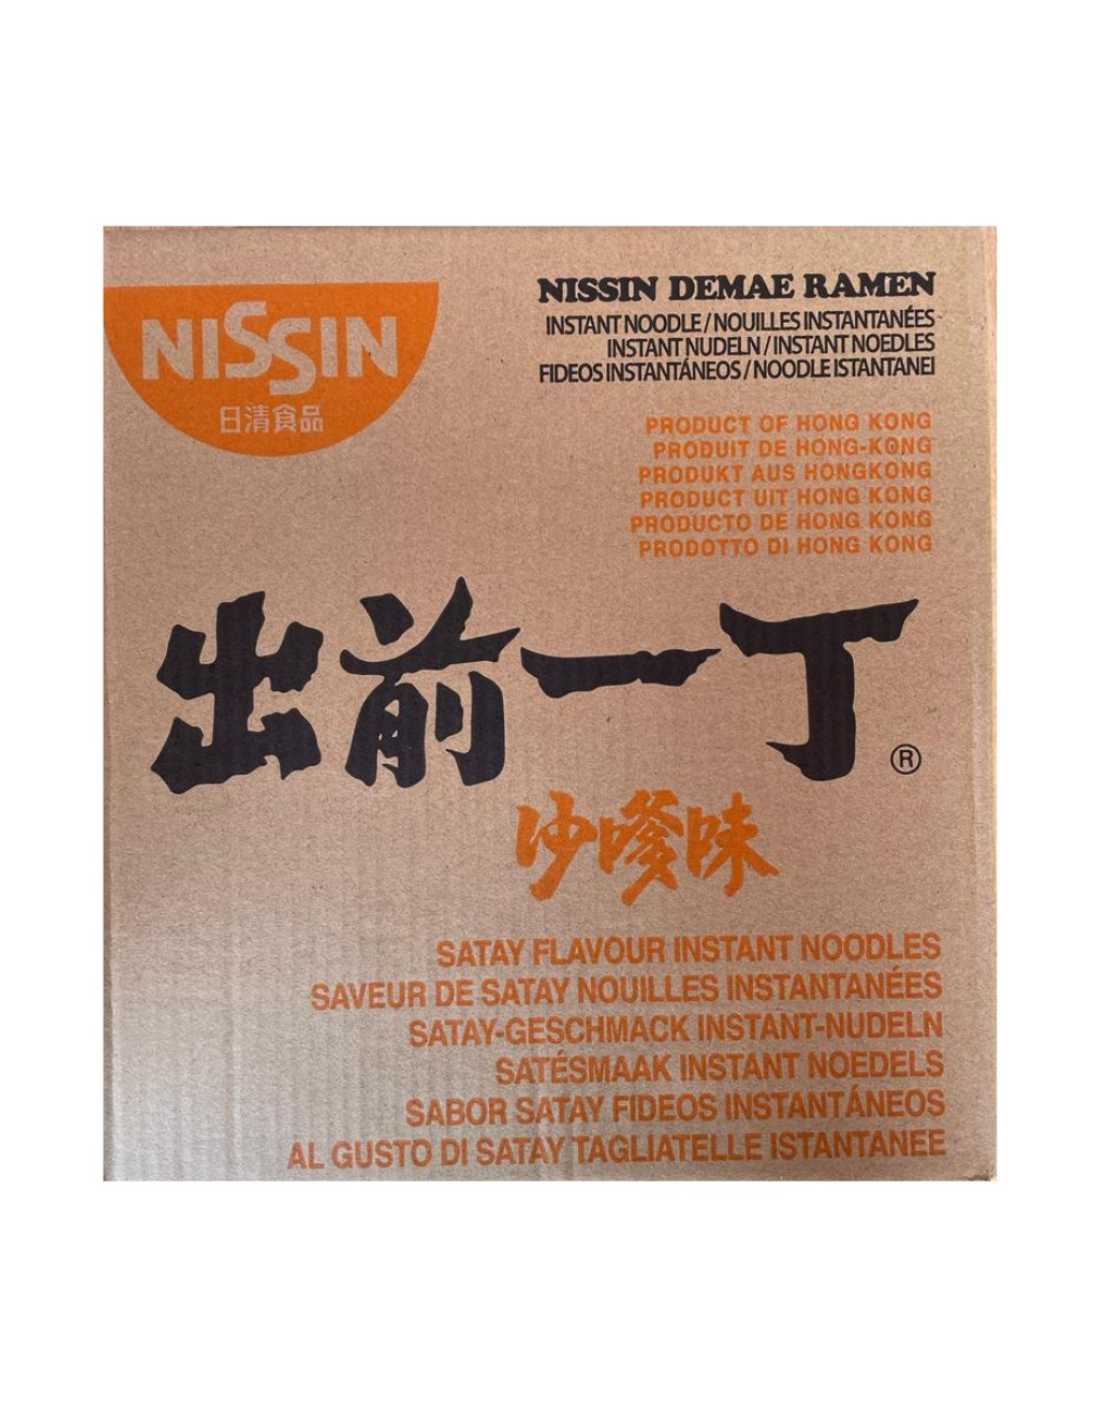 NISSIN
日清食品
NISSIN DEMAE RAMEN
INSTANT NOODLE / NOUILLES INSTANTANÉES
INSTANT NUDELN / INSTANT NOEDLES
FIDEOS INSTANTÁNEOS / NOODLE ISTANTANEI
PRODUCT OF HONG KONG
PRODUIT DE HONG-KONG
PRODUKT AUS HONGKONG
PRODUCT UIT HONG KONG
PRODUCTO DE HONG KONG
PRODOTTO DI HONG KONG
出前一丁®
沙嗲味
SATAY FLAVOUR INSTANT NOODLES
SAVEUR DE SATAY NOUILLES INSTANTANÉES
SATAY-GESCHMACK INSTANT-NUDELN
SATÉSMAAK INSTANT NOEDELS
SABOR SATAY FIDEOS INSTANTÁNEOS
AL GUSTO DI SATAY TAGLIATELLE ISTANTANEE